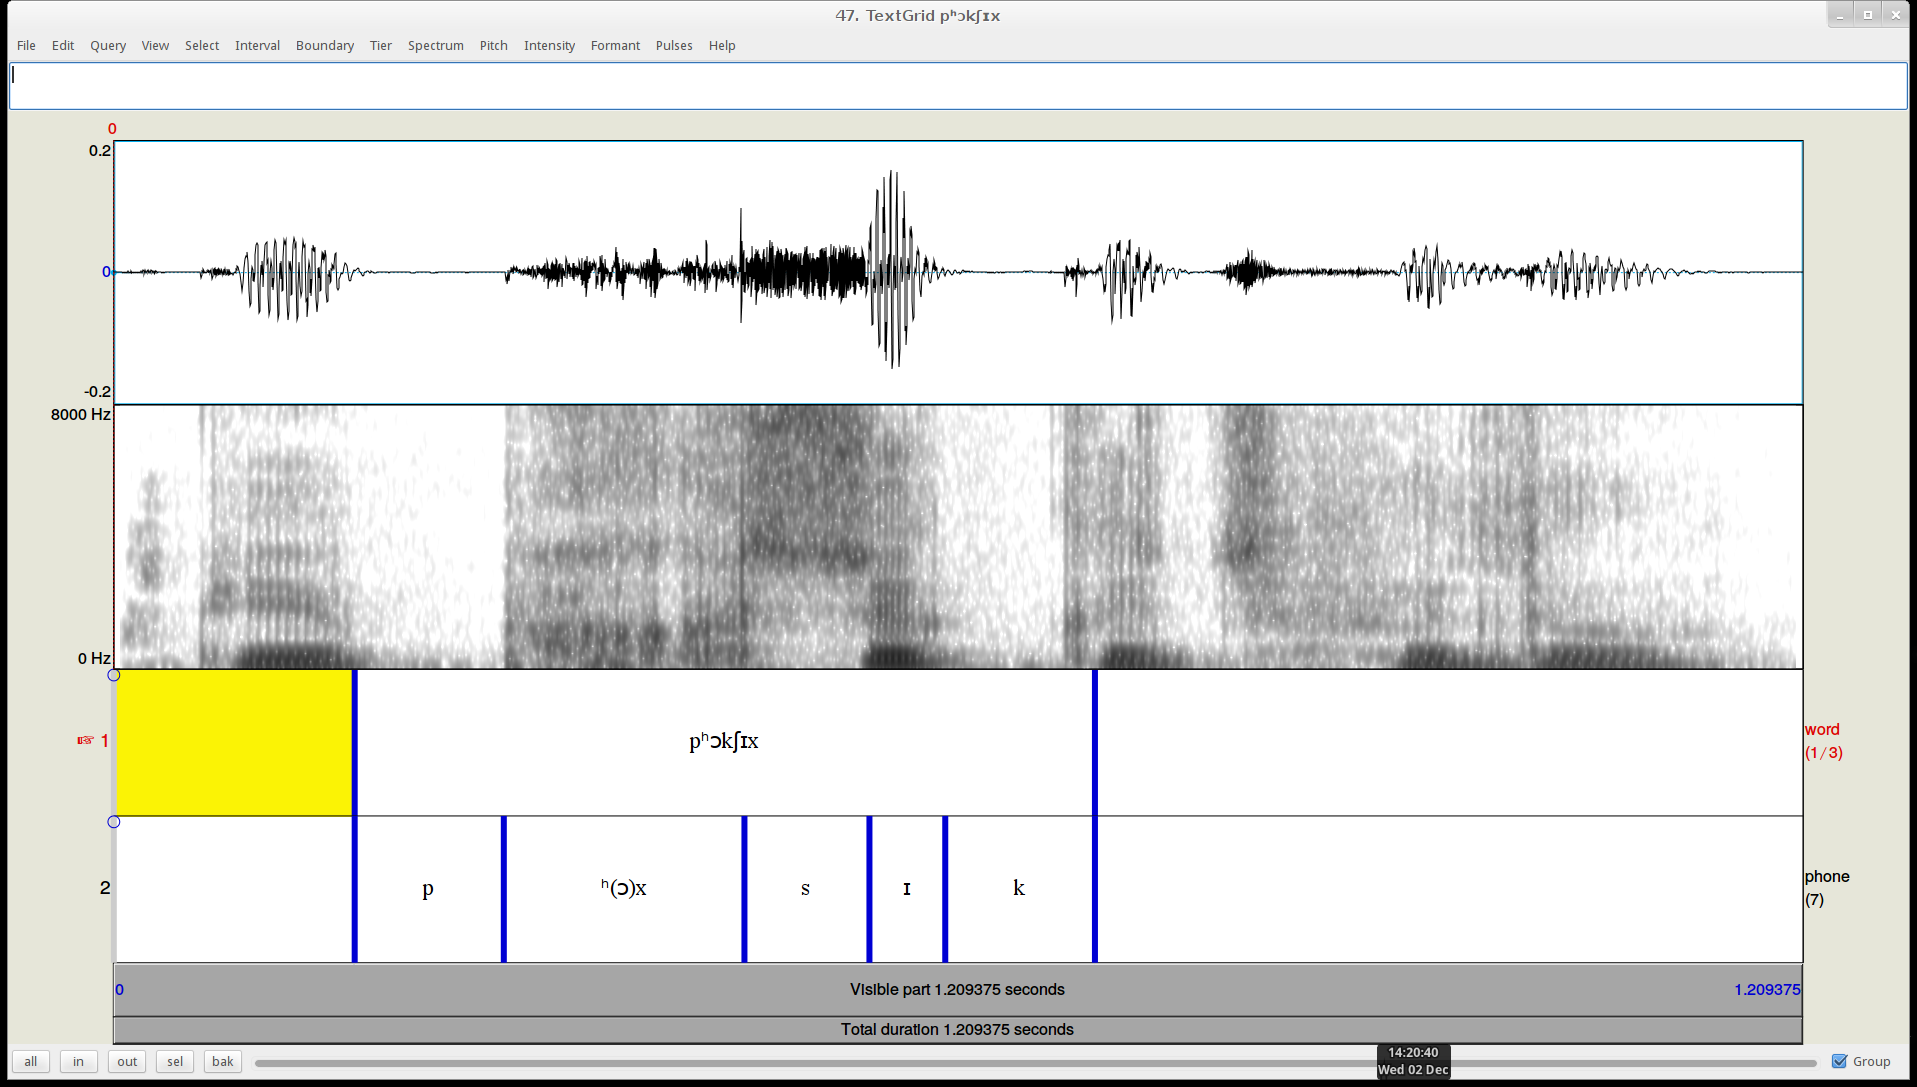 47. TextGrid pʰɔkʃɪx
File Edit Query View Select Interval Boundary Tier Spectrum Pitch Intensity Formant Pulses Help
0
0.2
0
-0.2
8000 Hz
0 Hz
☞ 1 pʰɔkʃɪx word
(1/3)
2 p ʰ(ɔ)x s ɪ k phone
(7)
0 Visible part 1.209375 seconds 1.209375
Total duration 1.209375 seconds
all in out sel bak Group
14:20:40
Wed 02 Dec